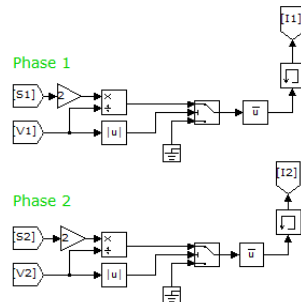 [I1]
Phase 1
[S1]
2
×
÷
[V1]
|u|
u
[I2]
Phase 2
[S2]
2
×
÷
[V2]
|u|
u